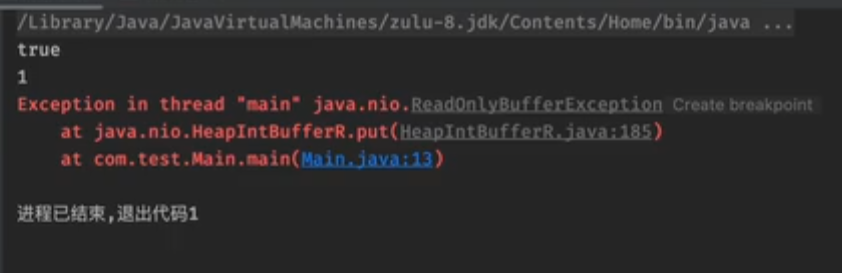 /Library/Java/JavaVirtualMachines/zulu-8.jdk/Contents/Home/bin/java ...
true
1
Exception in thread "main" java.nio.ReadOnlyBufferException Create breakpoint
at java.nio.HeapIntBufferR.put(HeapIntBufferR.java:185)
at com.test.Main.main(Main.java:13)
进程已结束,退出代码1